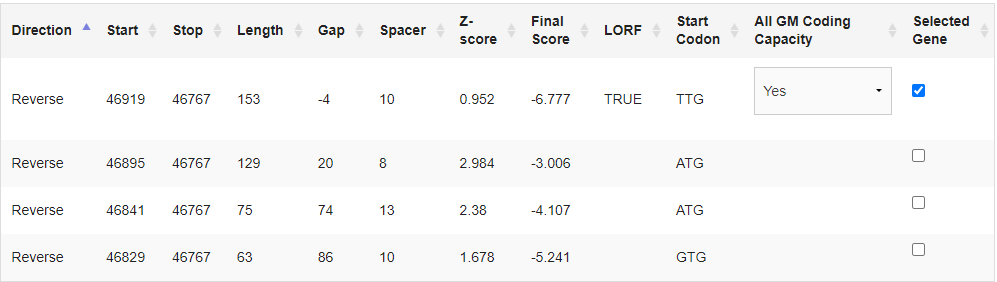 Direction Start Stop Length Gap Spacer Z-score Final Score LORF Start Codon All GM Coding Capacity Selected Gene
Reverse 46919 46767 153 -4 10 0.952 -6.777 TRUE TTG Yes
Reverse 46895 46767 129 20 8 2.984 -3.006 ATG
Reverse 46841 46767 75 74 13 2.38 -4.107 ATG
Reverse 46829 46767 63 86 10 1.678 -5.241 GTG